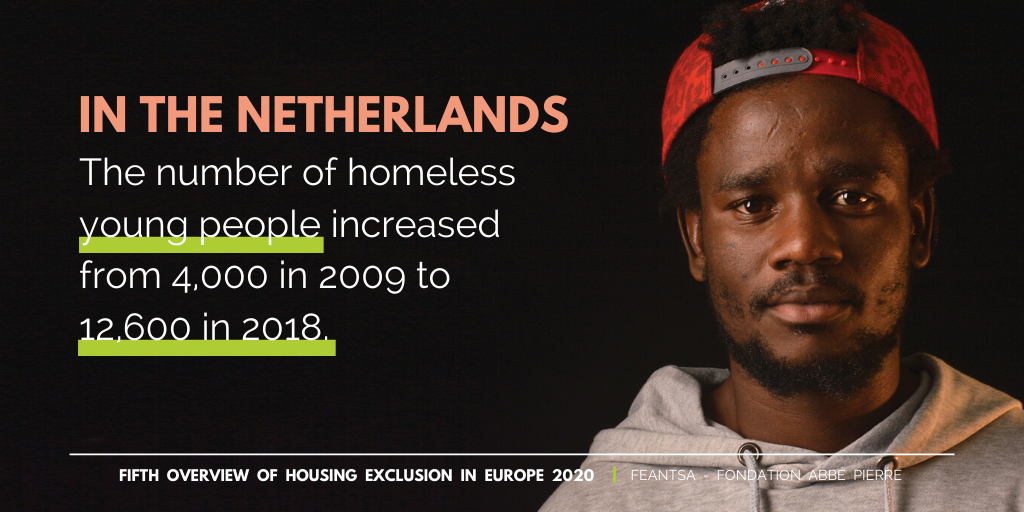 IN THE NETHERLANDS
The number of homeless
young people increased
from 4,000 in 2009 to
12,600 in 2018.
FIFTH OVERVIEW OF HOUSING EXCLUSION IN EUROPE 2020 | FEANTSA - FONDATION ABBÉ PIERRE